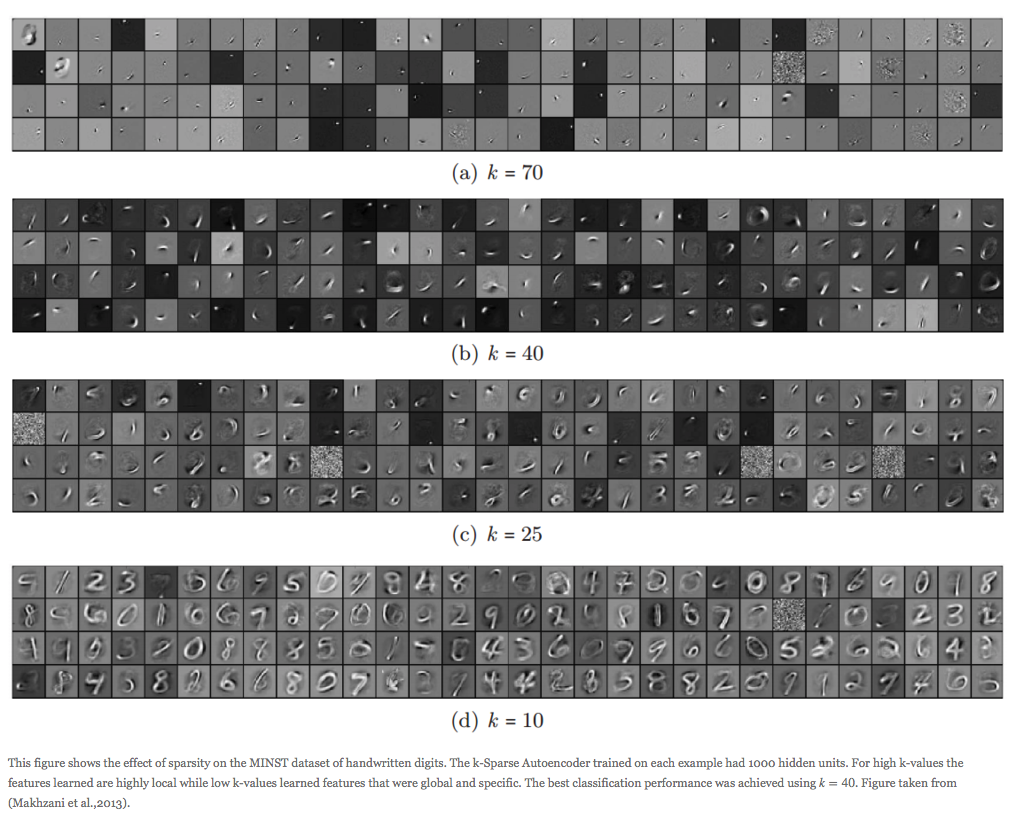 (a) k = 70
(b) k = 40
(c) k = 25
(d) k = 10
This figure shows the effect of sparsity on the MINST dataset of handwritten digits. The k-Sparse Autoencoder trained on each example had 1000 hidden units. For high k-values the
features learned are highly local while low k-values learned features that were global and specific. The best classification performance was achieved using k = 40. Figure taken from
(Makhzani et al.,2013).